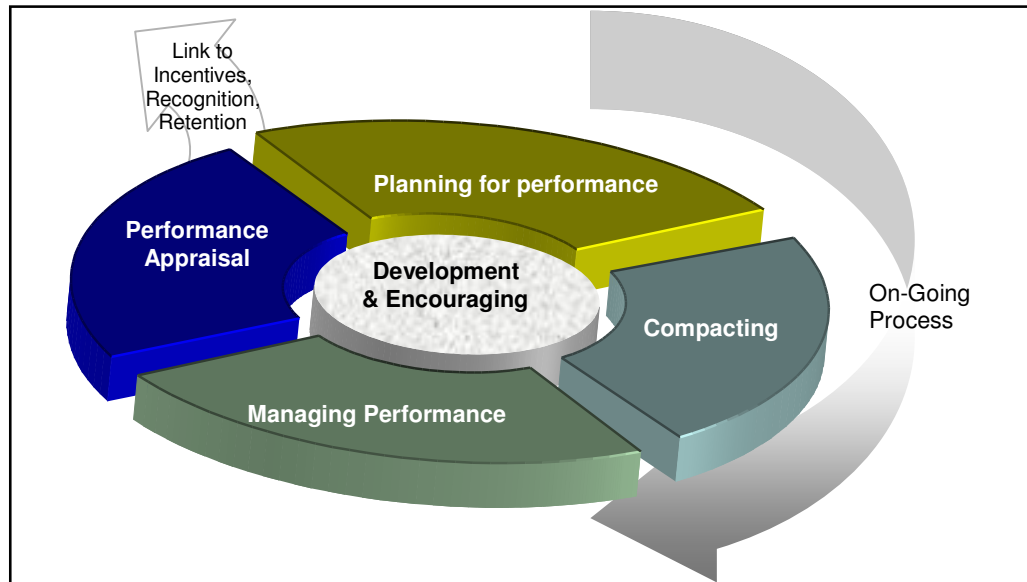 Link to
Incentives,
Recognition,
Retention
Planning for performance
Performance
Appraisal
Development
& Encouraging
On-Going
Process
Compacting
Managing Performance